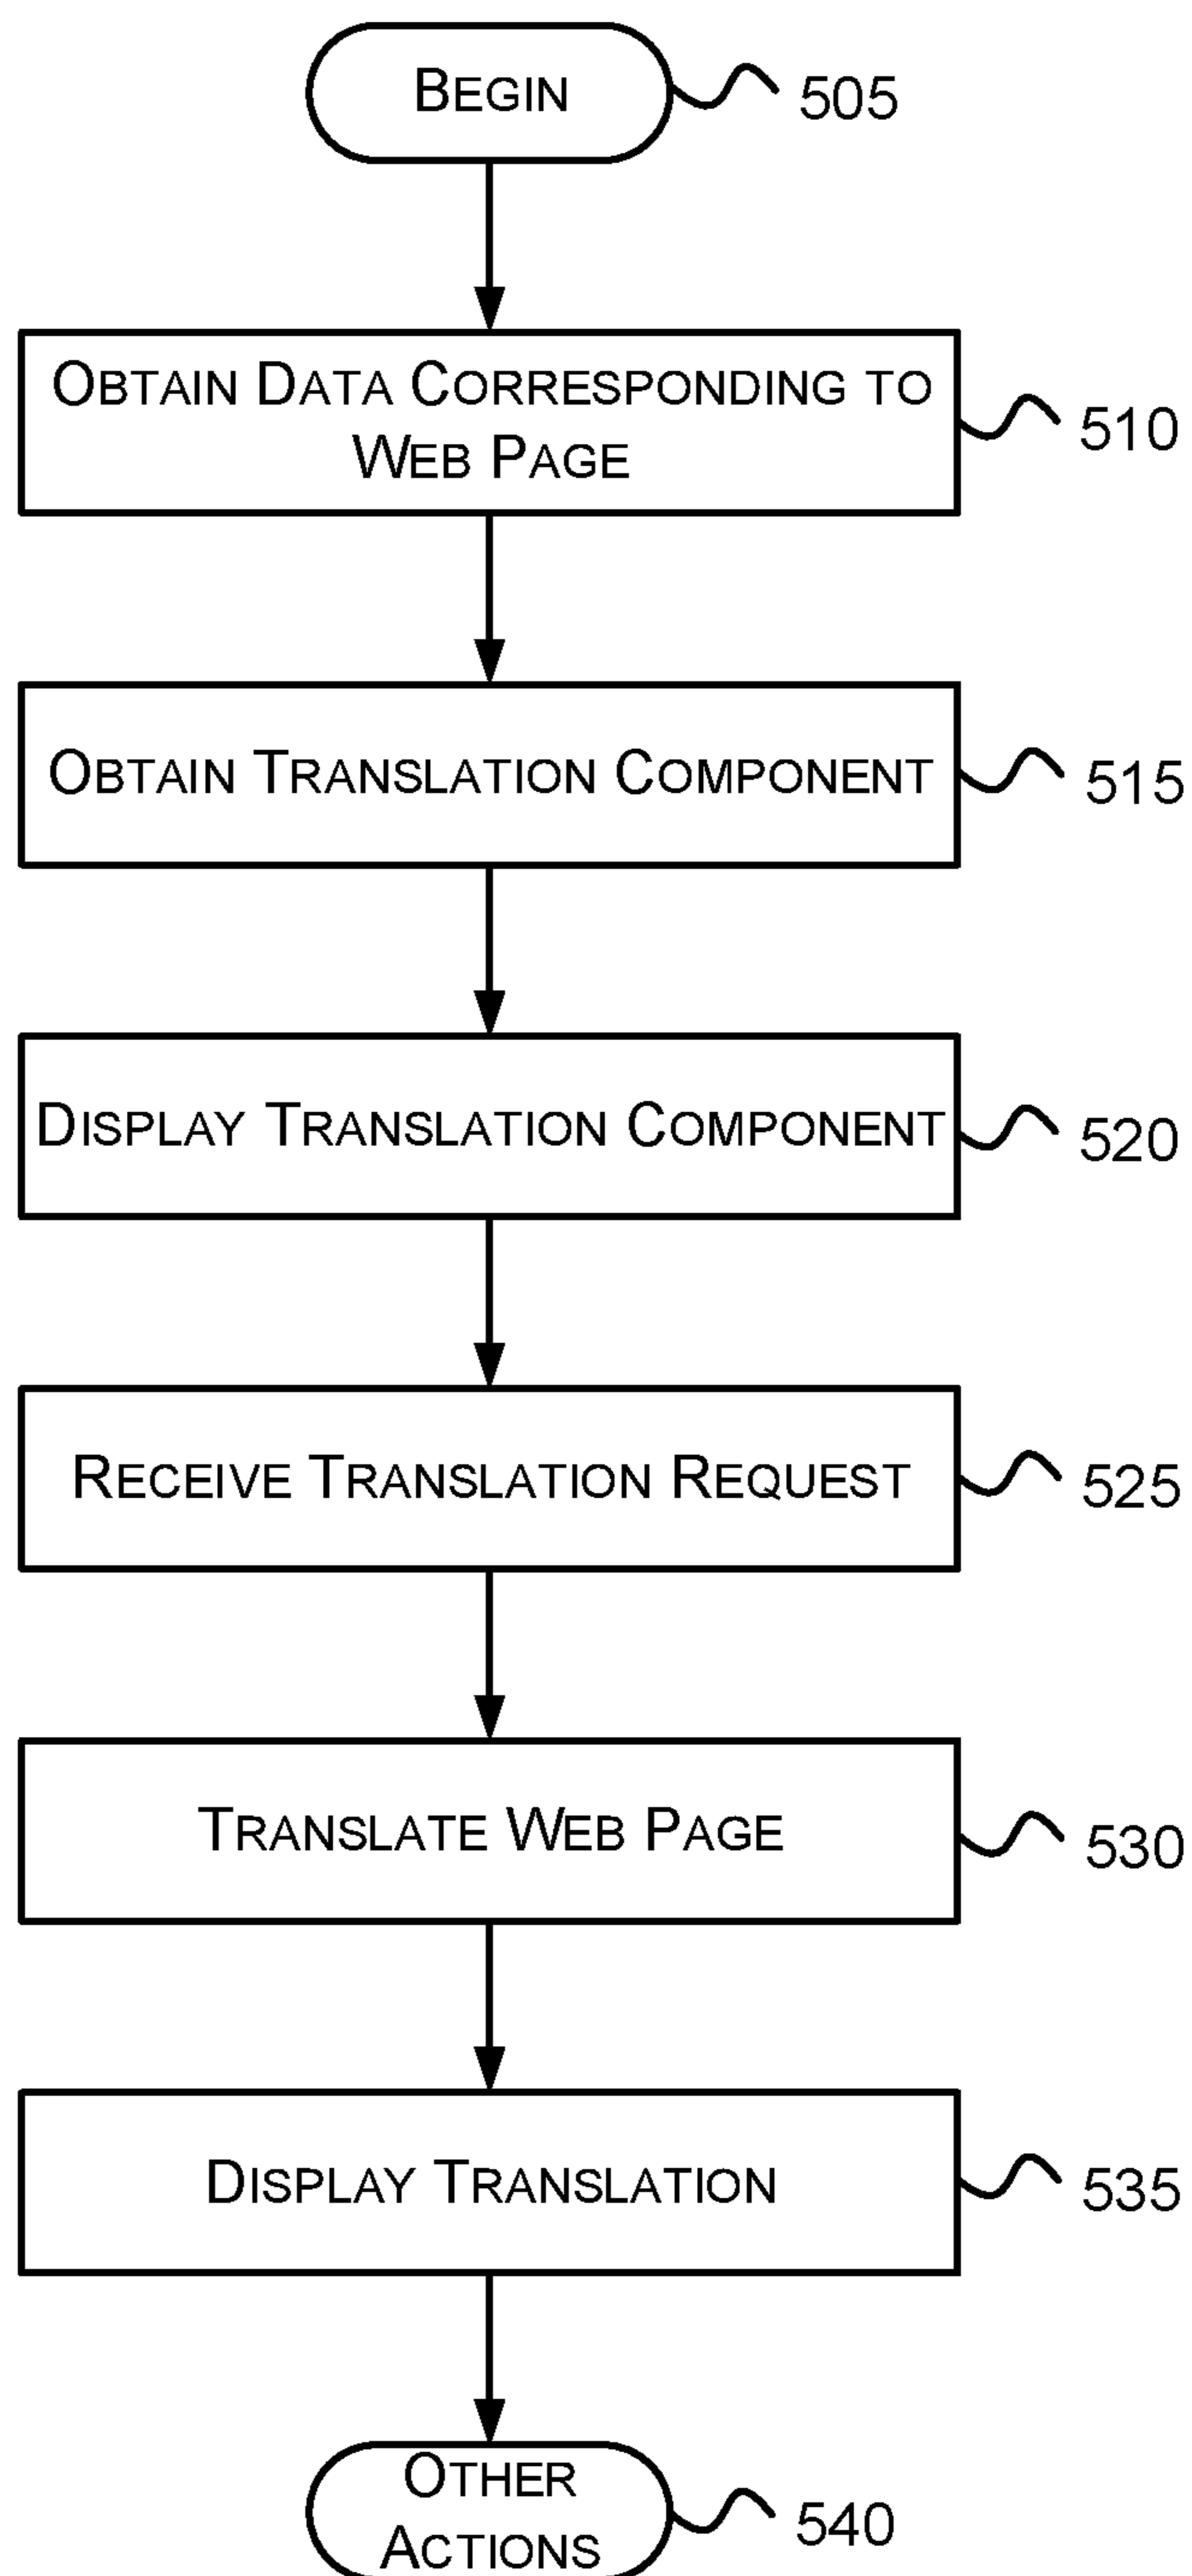 BEGIN
505
OBTAIN DATA CORRESPONDING TO
WEB PAGE
510
OBTAIN TRANSLATION COMPONENT
515
DISPLAY TRANSLATION COMPONENT
520
RECEIVE TRANSLATION REQUEST
525
TRANSLATE WEB PAGE
530
DISPLAY TRANSLATION
535
OTHER
ACTIONS
540